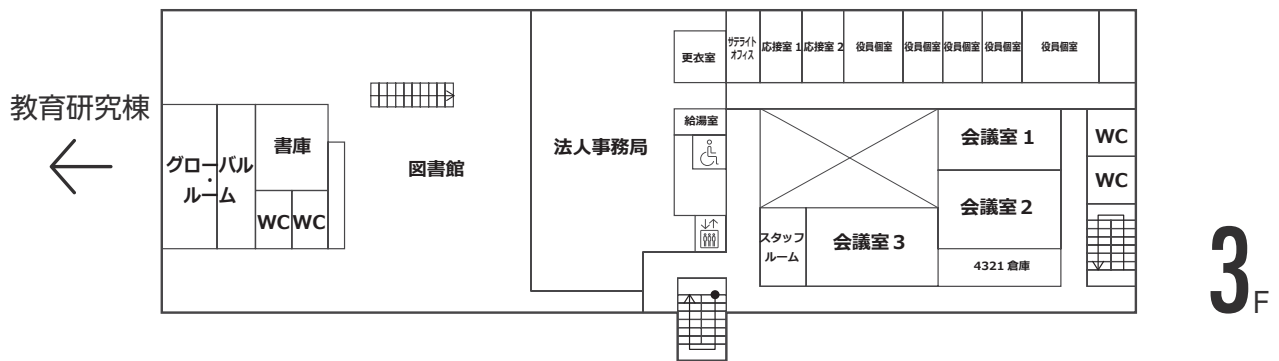 教育研究棟
グローバル
・
ルーム
書庫
WC
WC
図書館
法人事務局
更衣室
給湯室
サテライト
オフィス
応接室 1
応接室 2
役員個室
役員個室
役員個室
役員個室
役員個室
会議室 1
会議室 2
会議室 3
スタッフ
ルーム
4321 倉庫
WC
WC
3F